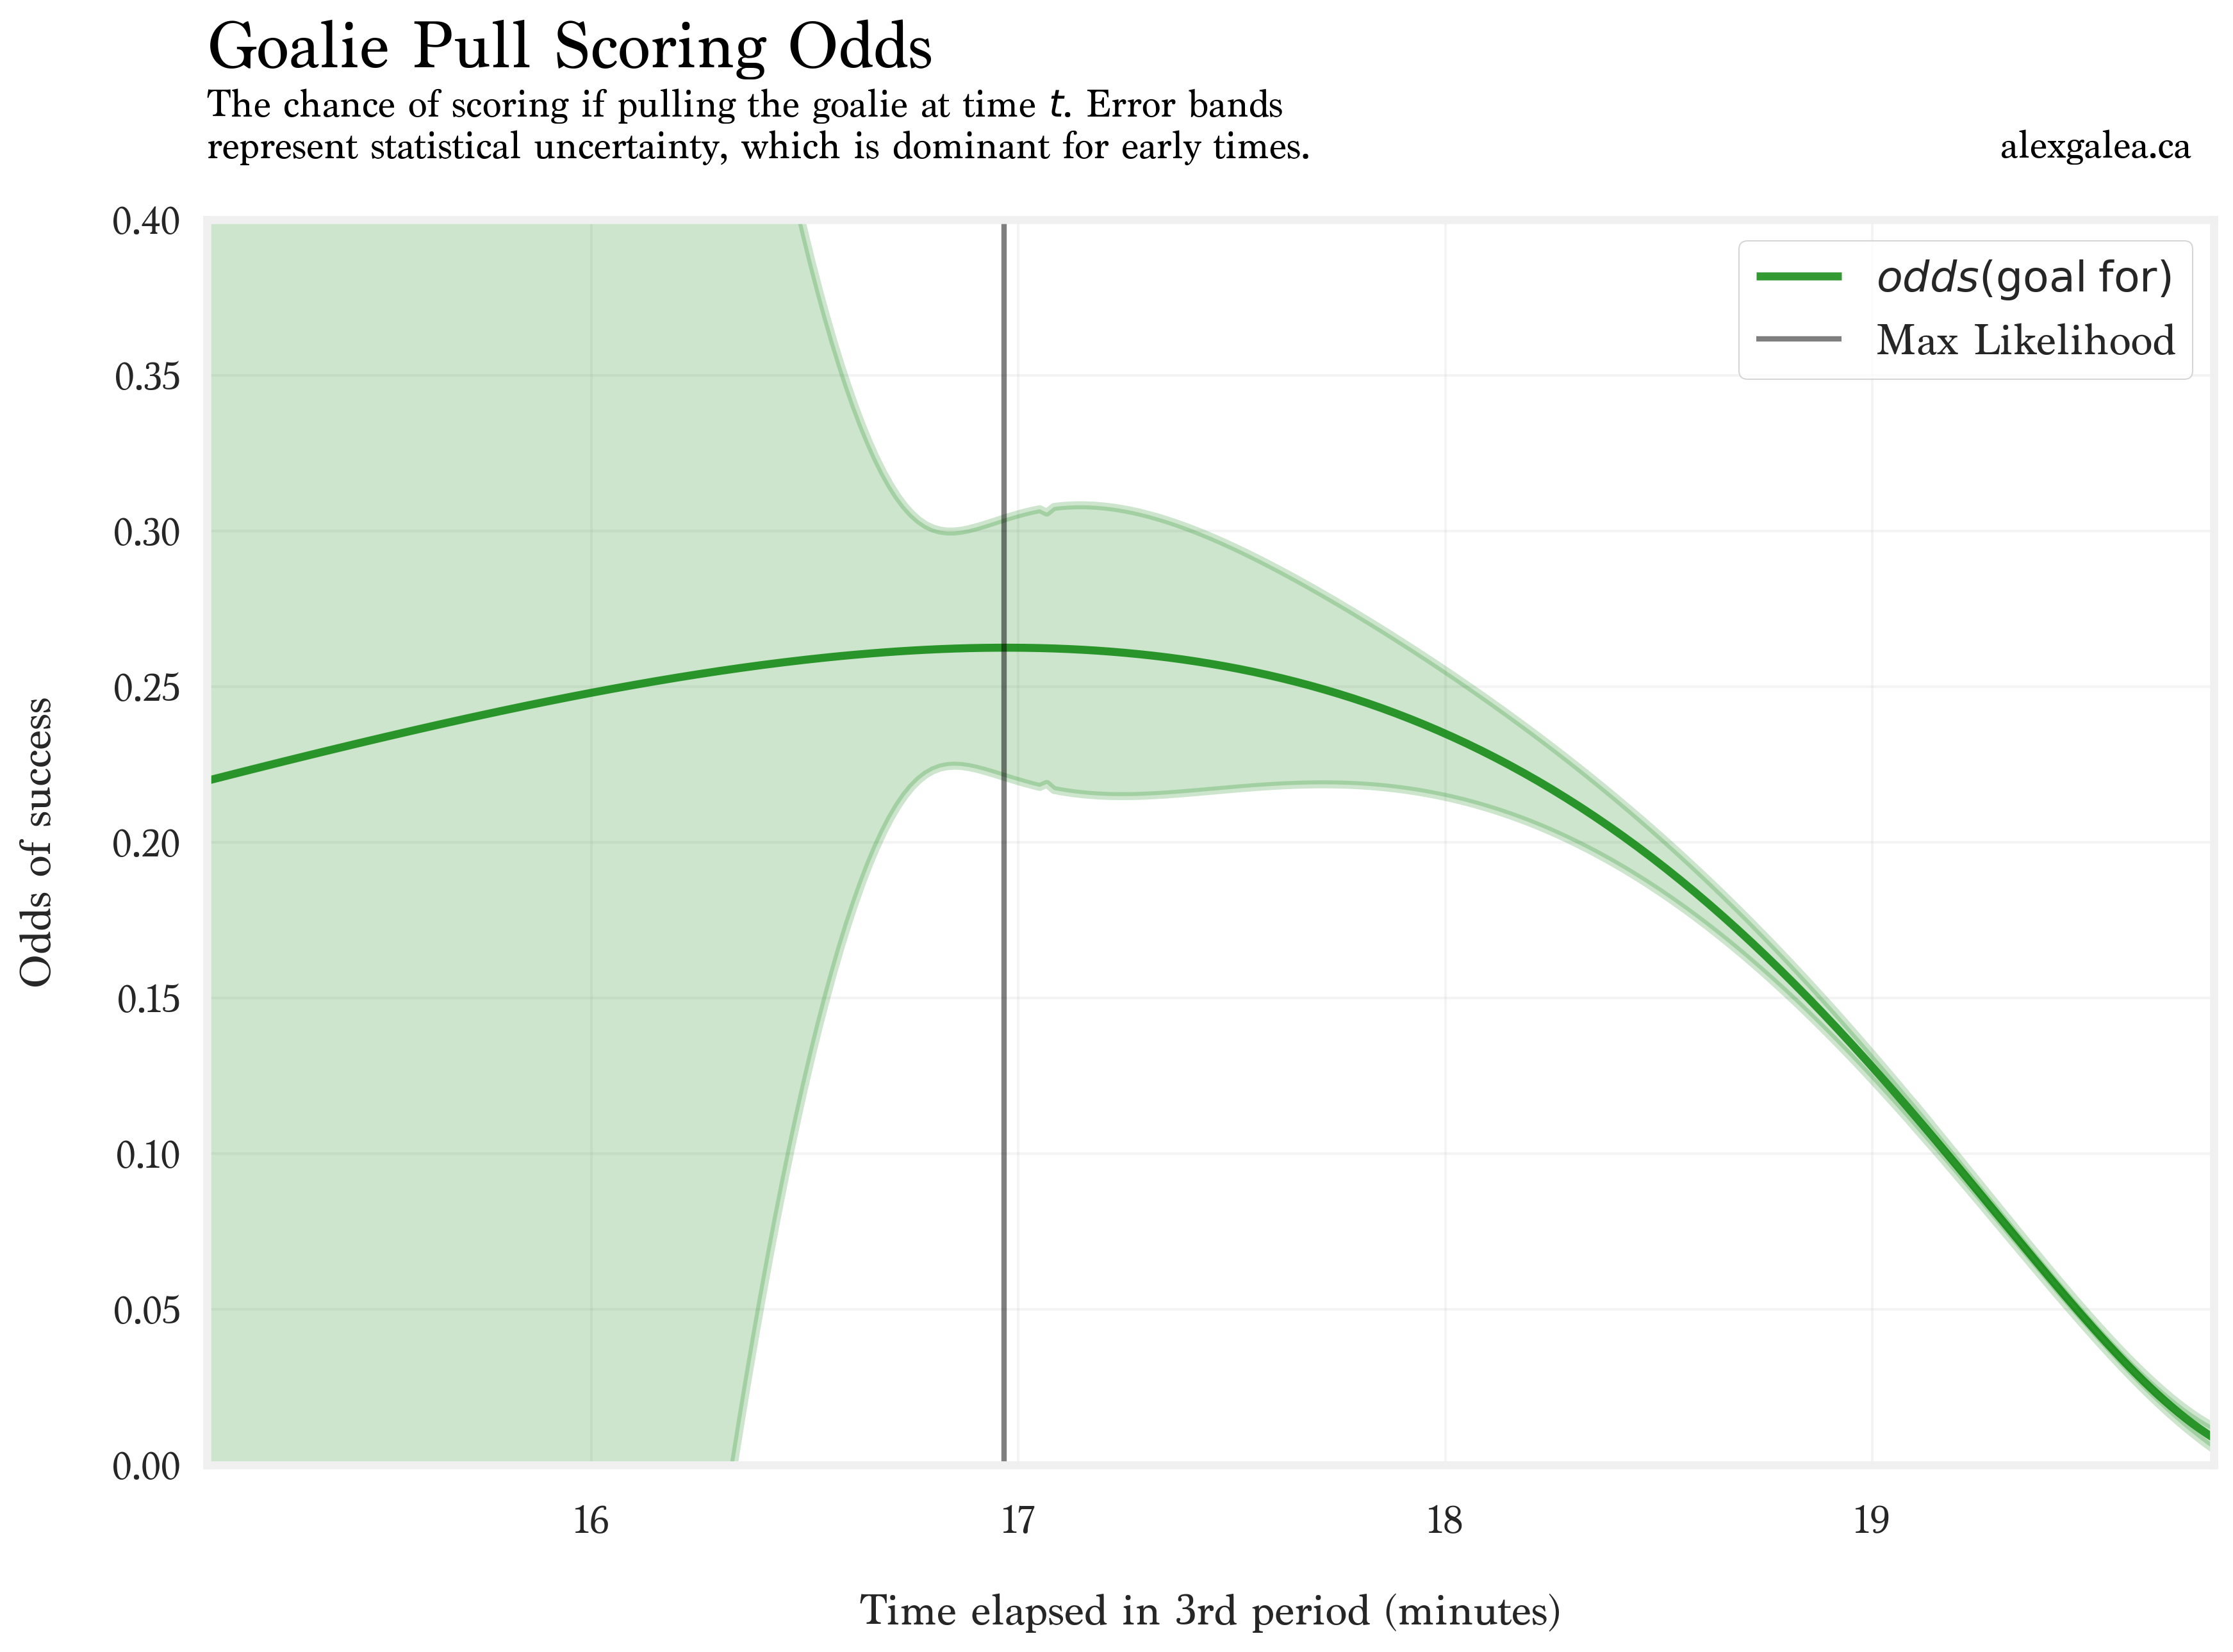 Goalie Pull Scoring Odds
The chance of scoring if pulling the goalie at time t. Error bands
represent statistical uncertainty, which is dominant for early times.
alexgalea.ca
odds(goal for)
Max Likelihood
Odds of success
0.40
0.35
0.30
0.25
0.20
0.15
0.10
0.05
0.00
16
17
18
19
Time elapsed in 3rd period (minutes)